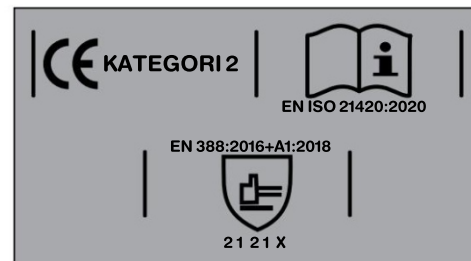 CE KATEGORI 2
i
EN ISO 21420:2020
EN 388:2016+A1:2018
2 1 2 1 X